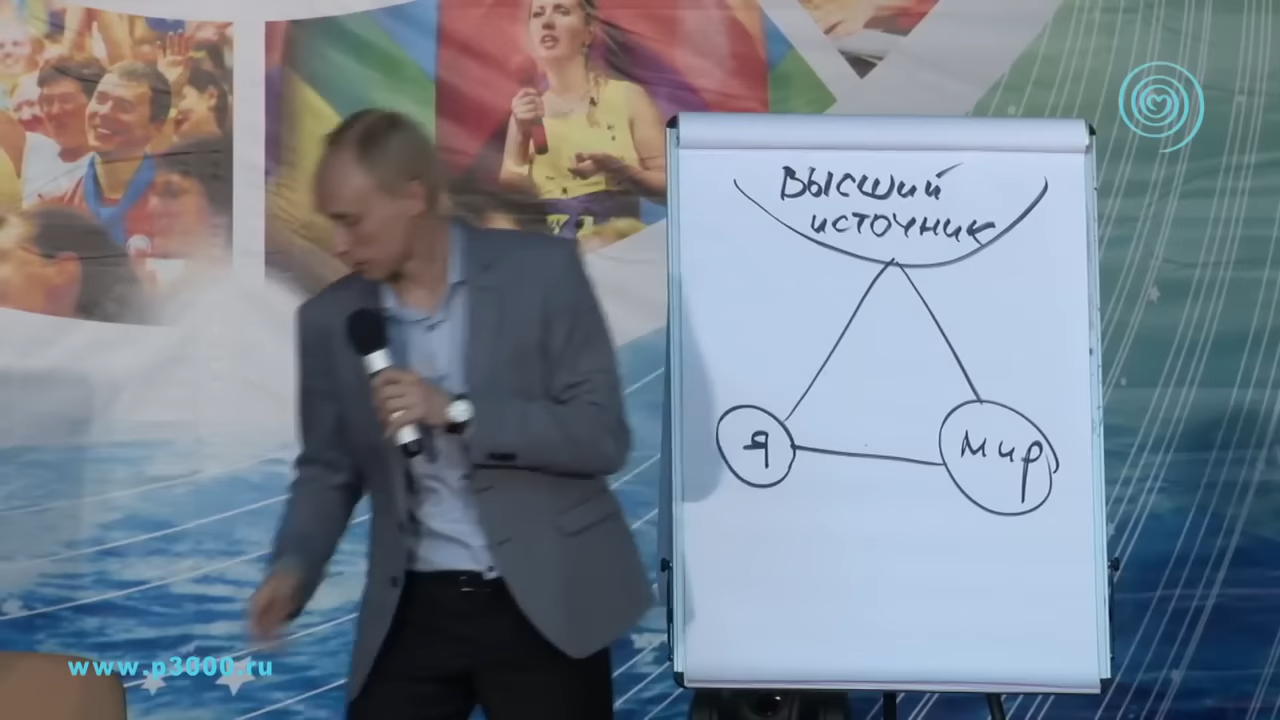 Высший
источник
Я
мир
www.p3000.ru